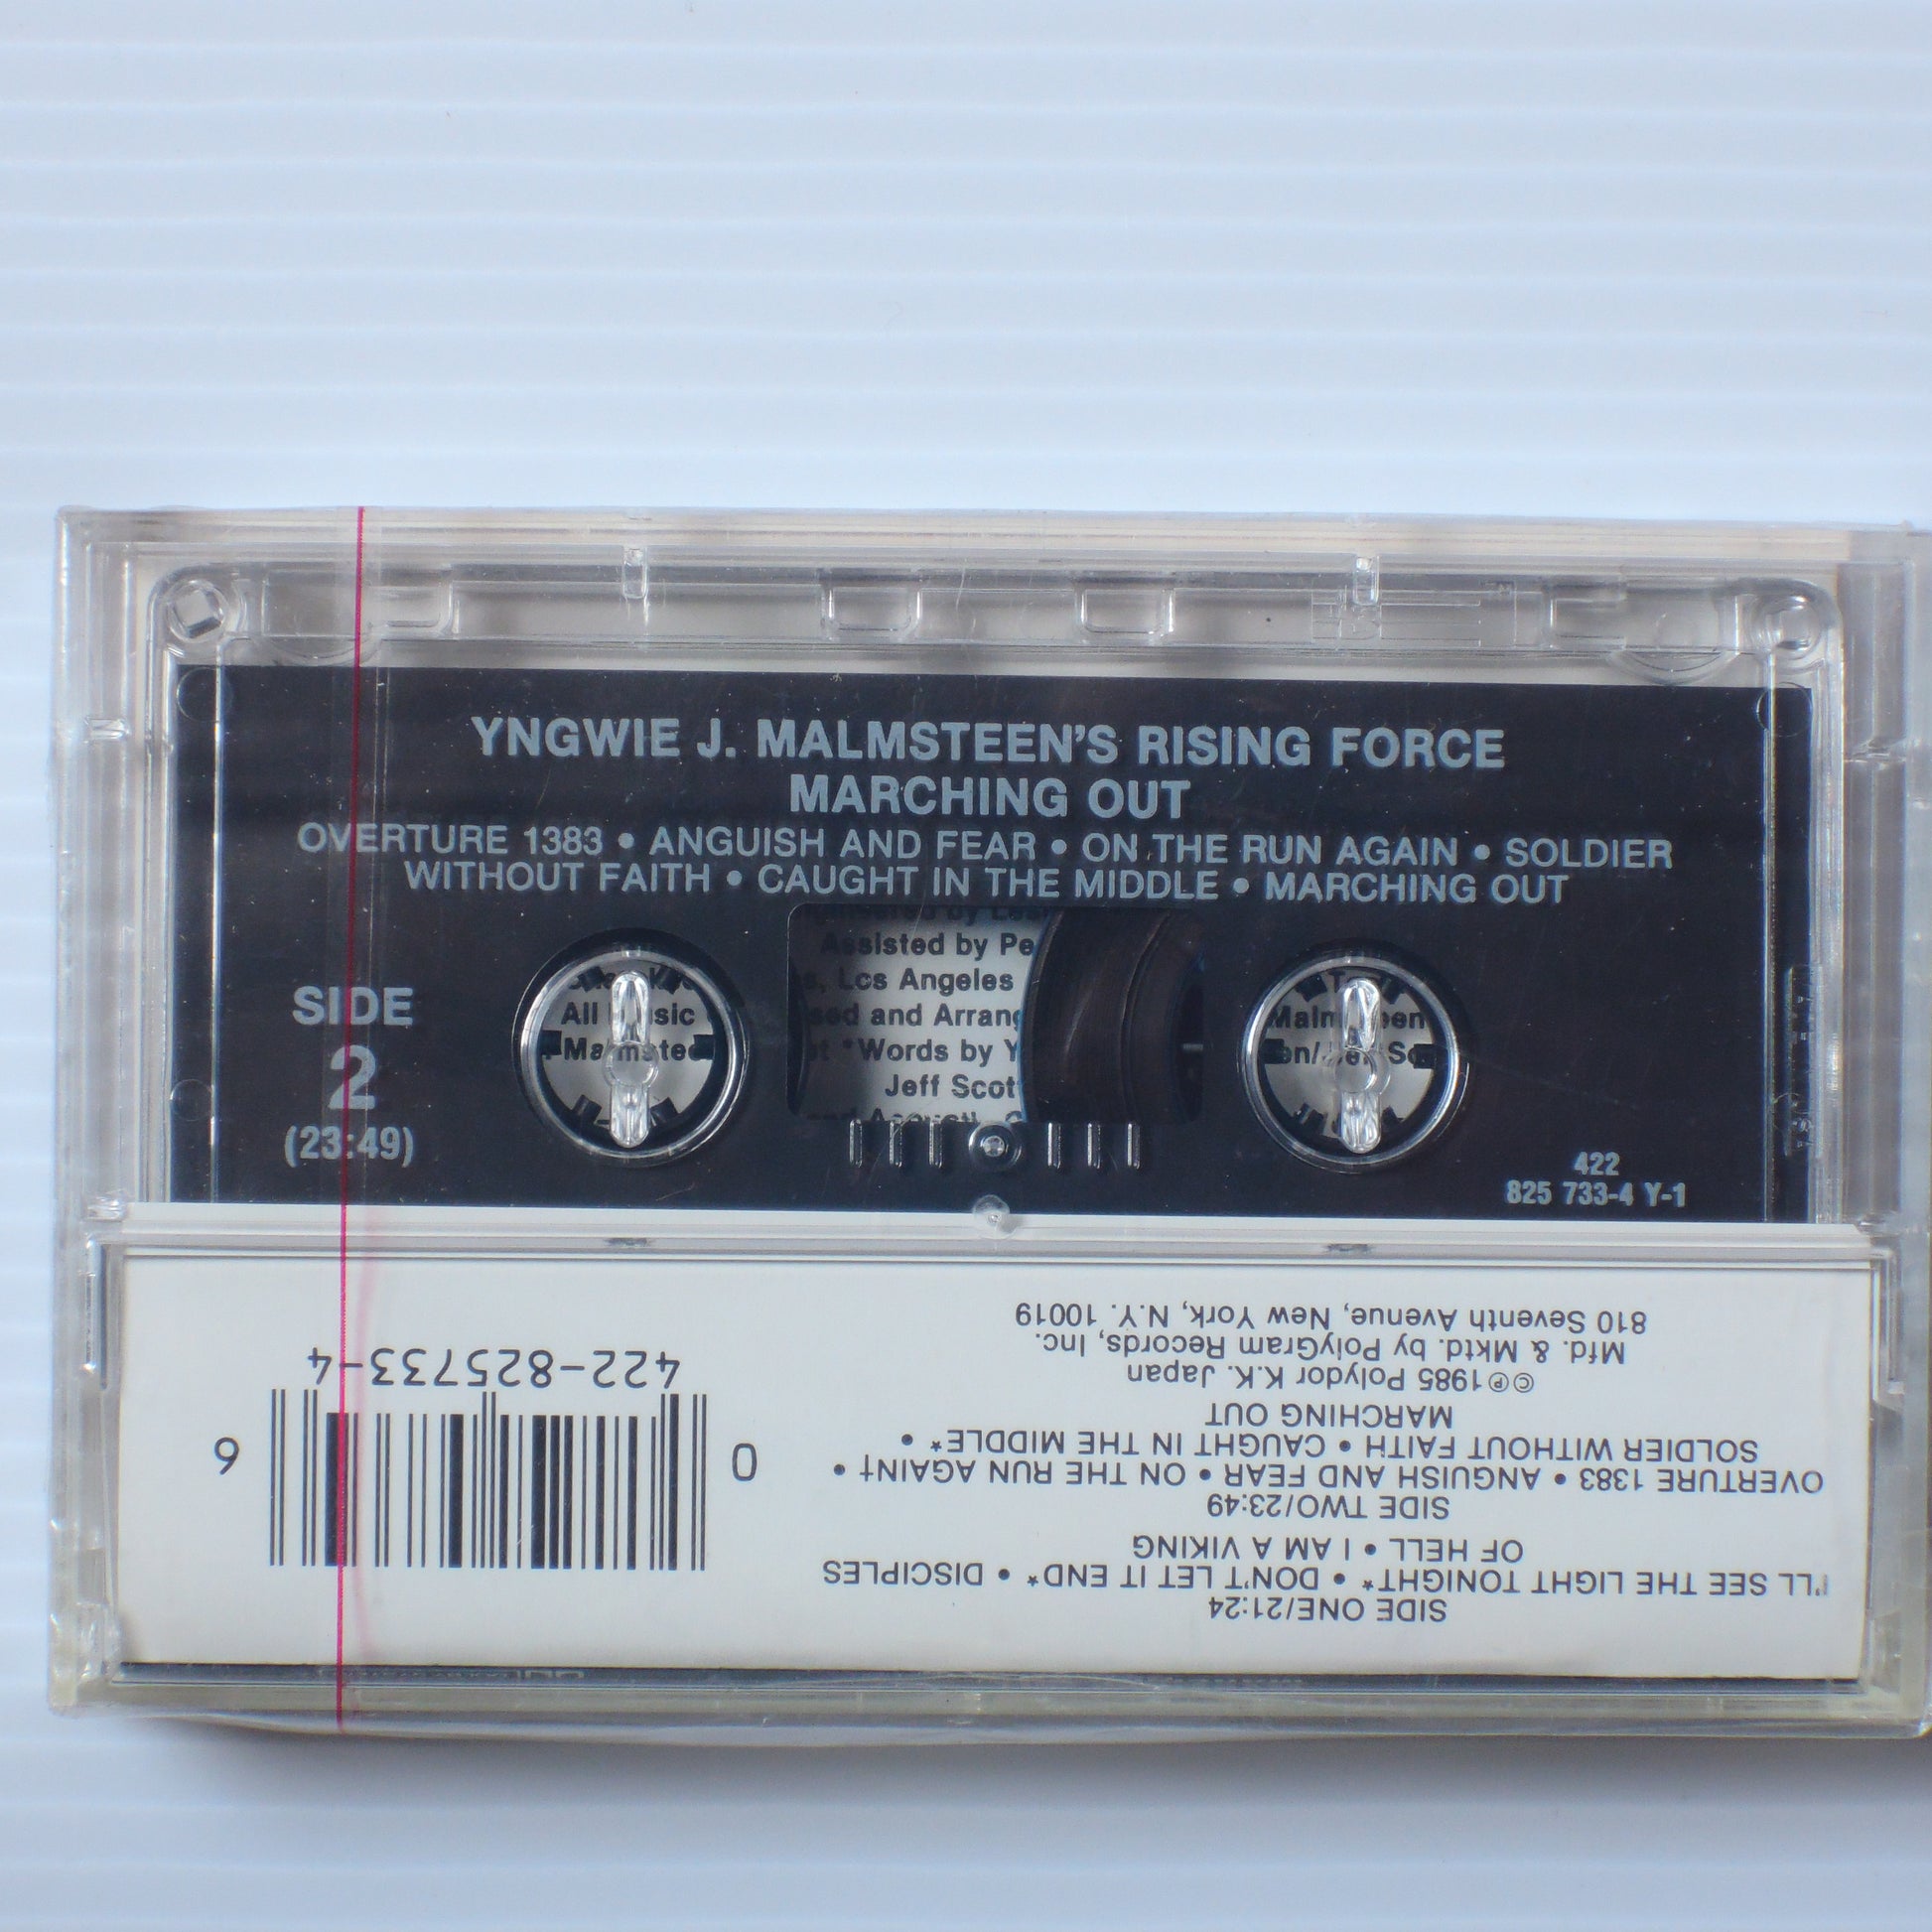 YNGWIE J. MALMSTEEN'S RISING FORCE
MARCHING OUT
OVERTURE 1383 • ANGUISH AND FEAR • ON THE RUN AGAIN • SOLDIER
WITHOUT FAITH • CAUGHT IN THE MIDDLE • MARCHING OUT
Assisted by
Los Angeles
All and
Words by
Jeff
SIDE
2
(23:49)
422
825 733-4 Y-1
SIDE ONE/21:24
I'LL SEE THE LIGHT TONIGHT* • DON'T LET IT END* • DISCIPLES
OF HELL • I AM A VIKING
SIDE TWO/23:49
OVERTURE 1383 • ANGUISH AND FEAR • ON THE RUN AGAIN† •
SOLDIER WITHOUT FAITH • CAUGHT IN THE MIDDLE* •
MARCHING OUT
©℗1985 Polydor K.K. Japan
Mfd. & Mktd. by PolyGram Records, Inc.
810 Seventh Avenue, New York, N.Y. 10019
0 6
422-825733-4